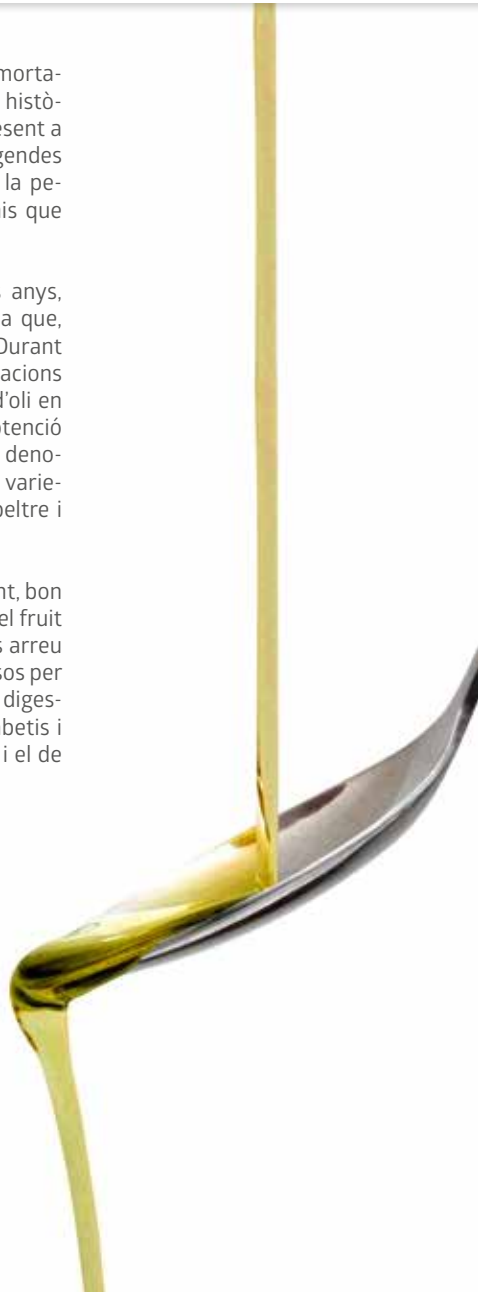 morta-
histò-
esent a
gendes
la pe-
is que
anys,
a que,
Durant
acions
d'oli en
otenció
deno-
varie-
peltre i
nt, bon
el fruit
s arreu
sos per
diges-
betis i
i el de